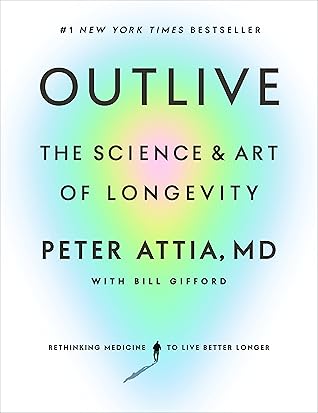 #1 NEW YORK TIMES BESTSELLER
OUTLIVE
THE SCIENCE & ART
OF LONGEVITY
PETER ATTIA, MD
WITH BILL GIFFORD
RETHINKING MEDICINE TO LIVE BETTER LONGER